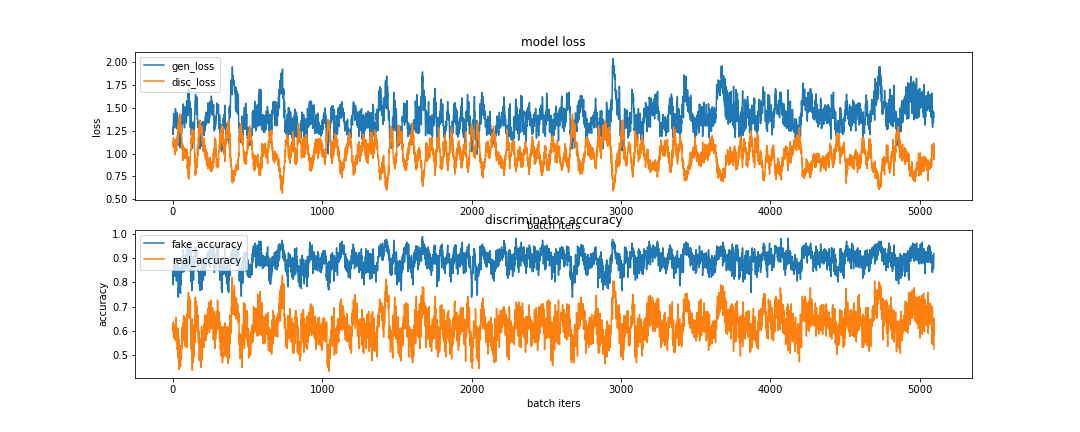 model loss
2.00
1.75
1.50
1.25
1.00
0.75
0.50
loss
gen_loss
disc_loss
0
1000
2000
3000
4000
5000
batch iters
discriminator accuracy
1.0
0.9
0.8
0.7
0.6
0.5
accuracy
fake_accuracy
real_accuracy
0
1000
2000
3000
4000
5000
batch iters